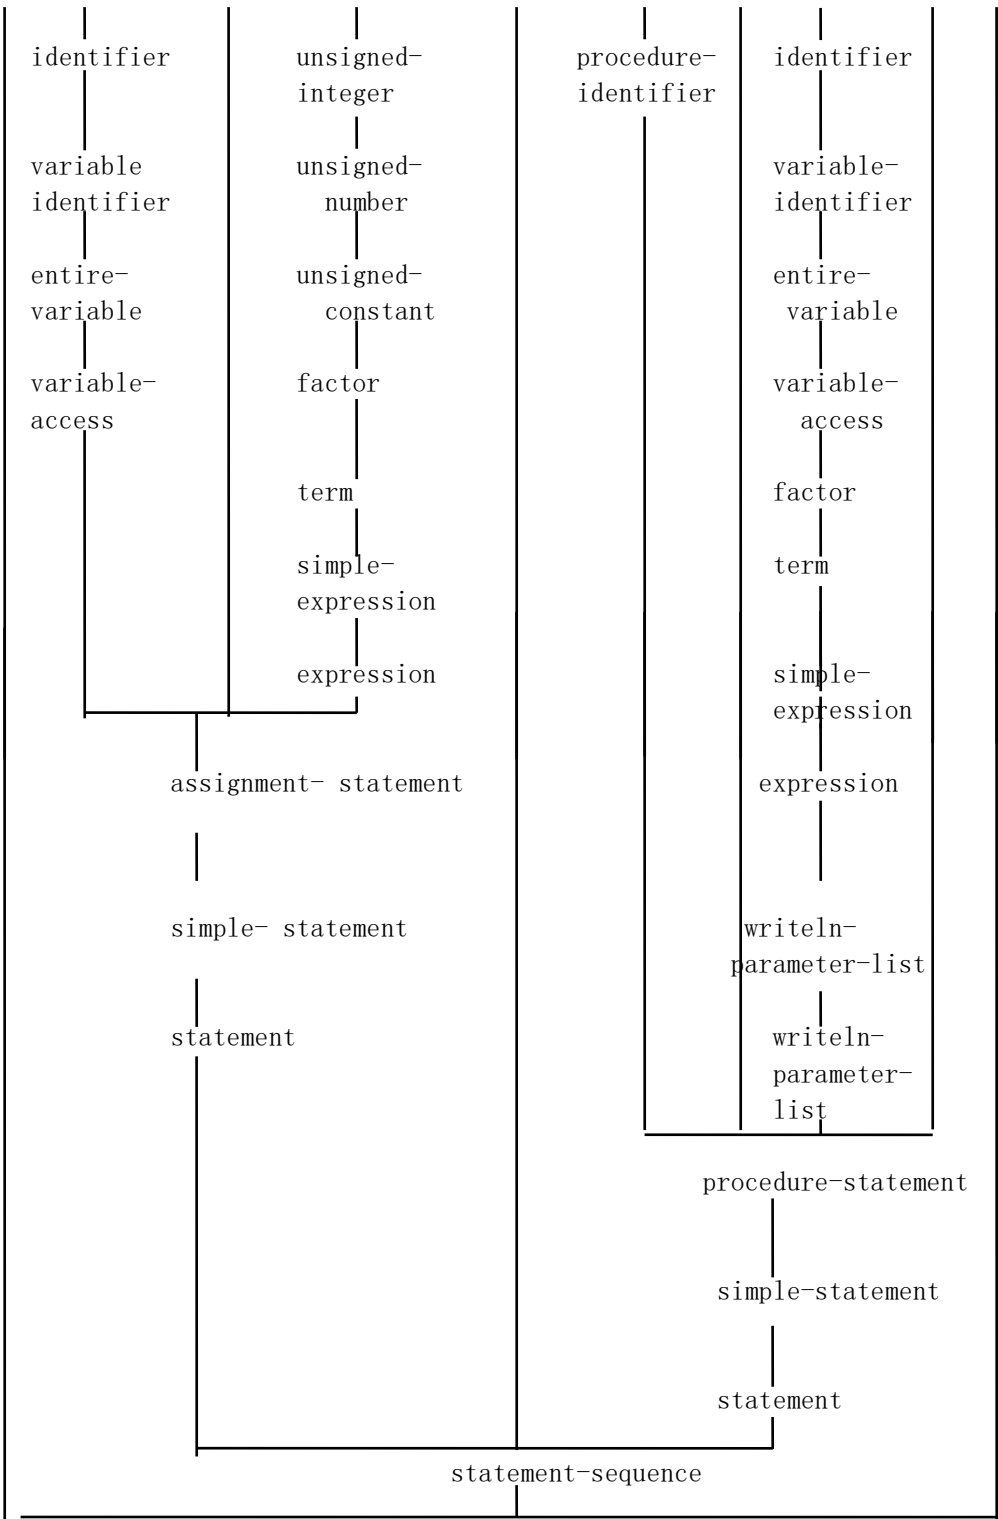 identifier
unsigned-
integer
procedure-
identifier
identifier
variable
identifier
unsigned-
number
variable-
identifier
entire-
variable
unsigned-
constant
entire-
variable
variable-
access
factor
variable-
access
term
factor
simple-
expression
term
expression
simple-
expression
assignment- statement
expression
simple- statement
writeln-
parameter-list
statement
writeln-
parameter-
list
procedure-statement
simple-statement
statement
statement-sequence